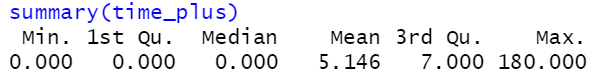 summary(time_plus)
Min. 1st Qu. Median Mean 3rd Qu. Max.
0.000 0.000 0.000 5.146 7.000 180.000